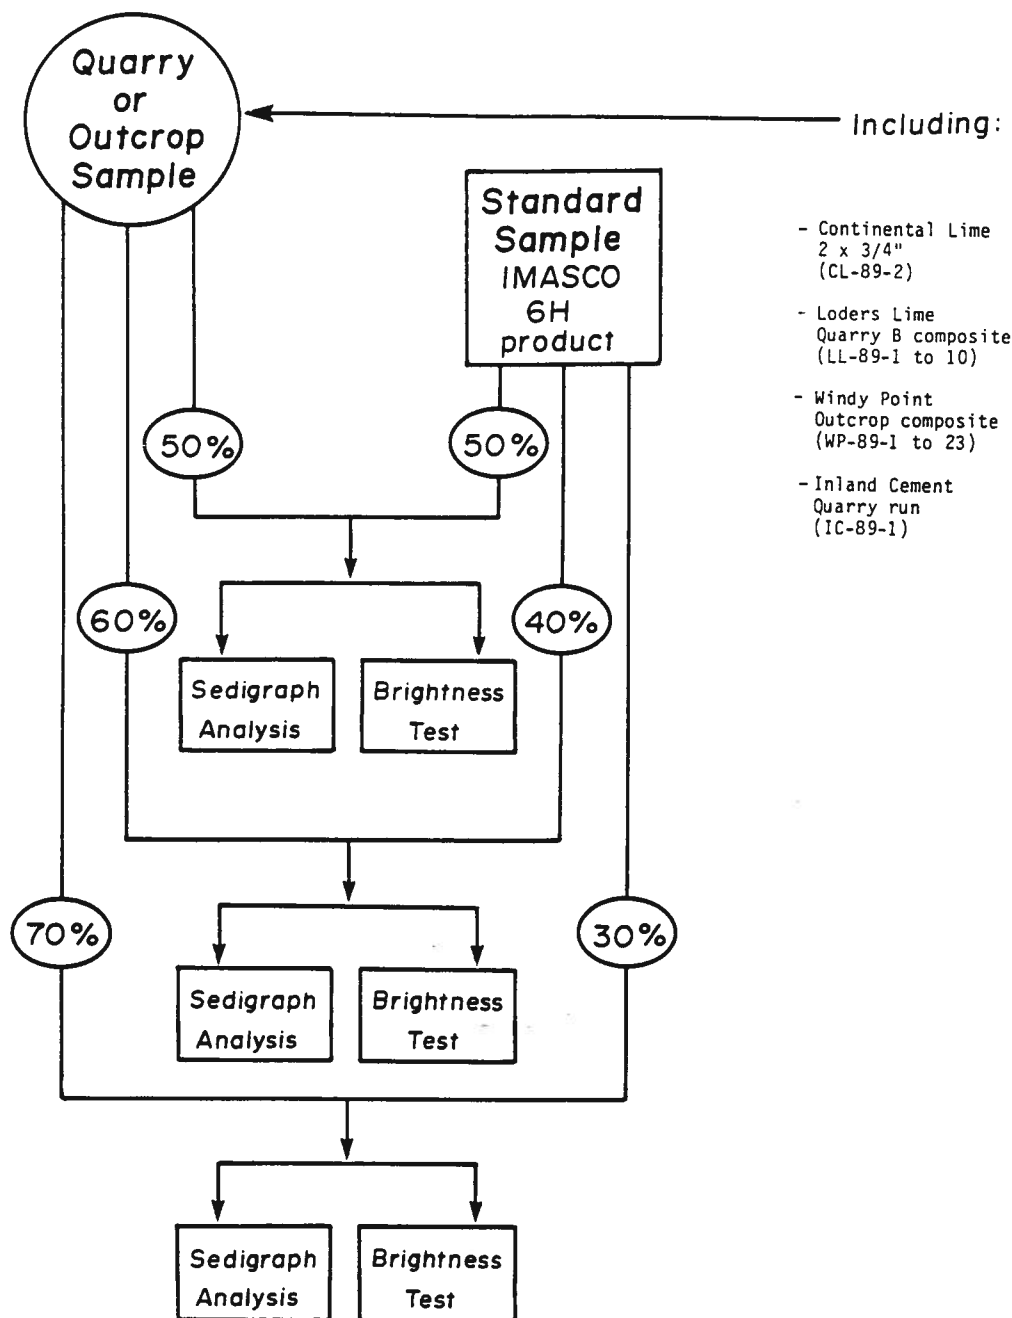 Quarry
or
Outcrop
Sample
Including:
Standard
Sample
IMASCO
6H
product
- Continental Lime
2 x 3/4"
(CL-89-2)
- Loders Lime
Quarry B composite
(LL-89-1 to 10)
- Windy Point
Outcrop composite
(WP-89-1 to 23)
- Inland Cement
Quarry run
(IC-89-1)
50%
50%
60%
40%
Sedigraph
Analysis
Brightness
Test
70%
30%
Sedigraph
Analysis
Brightness
Test
Sedigraph
Analysis
Brightness
Test